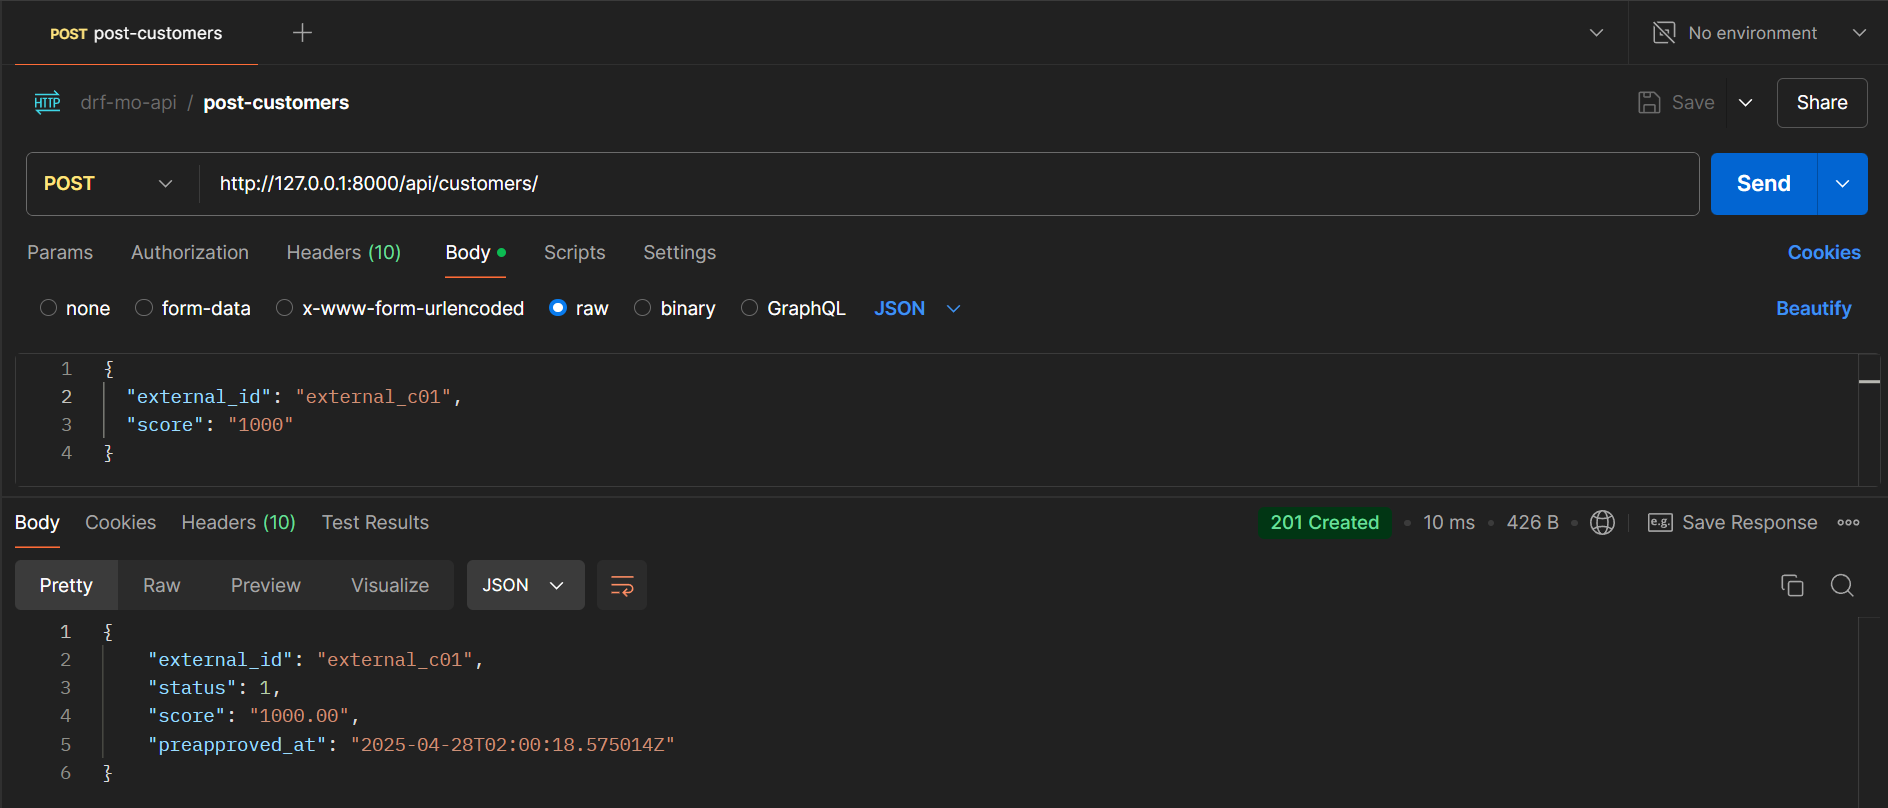 POST post-customers
No environment
HTTP drf-mo-api / post-customers
Save
Share
POST http://127.0.0.1:8000/api/customers/
Send
Params Authorization Headers (10) Body Scripts Settings Cookies
none form-data x-www-form-urlencoded raw binary GraphQL JSON Beautify
1 {
2 "external_id": "external_c01",
3 "score": "1000"
4 }
Body Cookies Headers (10) Test Results 201 Created • 10 ms • 426 B • e.g. Save Response
Pretty Raw Preview Visualize JSON
1 {
2 "external_id": "external_c01",
3 "status": 1,
4 "score": "1000.00",
5 "preapproved_at": "2025-04-28T02:00:18.575014Z"
6 }